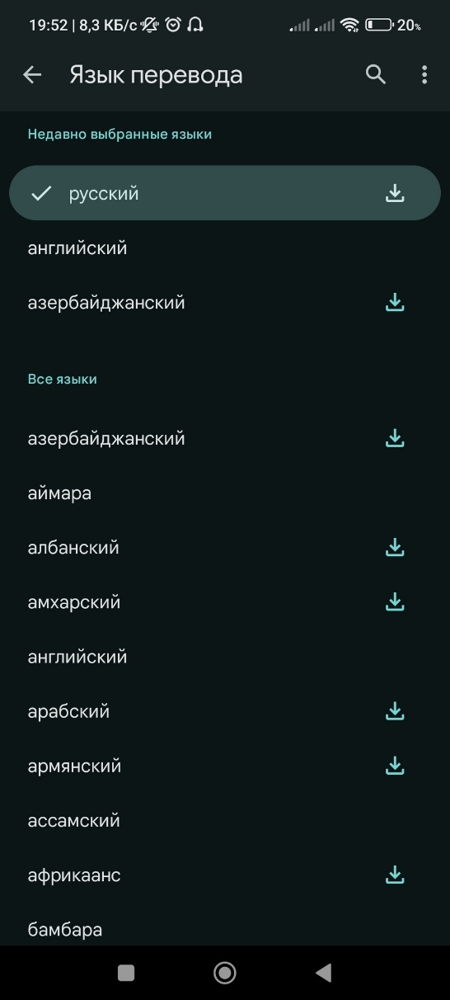 19:52 | 8,3 КБ/с
20%
Язык перевода
Недавно выбранные языки
русский
английский
азербайджанский
Все языки
азербайджанский
аймара
албанский
амхарский
английский
арабский
армянский
ассамский
африкаанс
бамбара